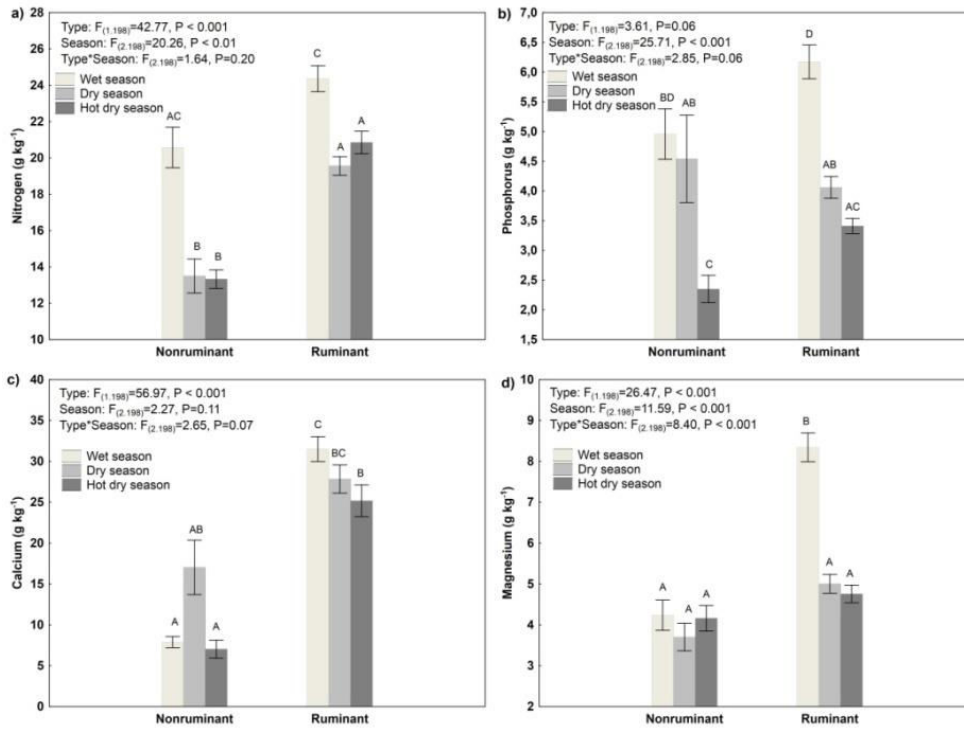 a)
Type: F(1.198)=42.77, P < 0.001
Season: F(2.198)=20.26, P < 0.01
Type*Season: F(2.198)=1.64, P=0.20
Wet season
Dry season
Hot dry season
Nitrogen (g kg-1)
28
26
24
22
20
18
16
14
12
10
AC
B
B
C
A
A
Nonruminant
Ruminant
b)
Type: F(1.198)=3.61, P=0.06
Season: F(2.198)=25.71, P < 0.001
Type*Season: F(2.198)=2.85, P=0.06
Wet season
Dry season
Hot dry season
Phosphorus (g kg-1)
7,0
6,5
6,0
5,5
5,0
4,5
4,0
3,5
3,0
2,5
2,0
1,5
BD
AB
C
D
AB
AC
Nonruminant
Ruminant
c)
Type: F(1.198)=56.97, P < 0.001
Season: F(2.198)=2.27, P=0.11
Type*Season: F(2.198)=2.65, P=0.07
Wet season
Dry season
Hot dry season
Calcium (g kg-1)
40
35
30
25
20
15
10
5
0
A
AB
A
C
BC
B
Nonruminant
Ruminant
d)
Type: F(1.198)=26.47, P < 0.001
Season: F(2.198)=11.59, P < 0.001
Type*Season: F(2.198)=8.40, P < 0.001
Wet season
Dry season
Hot dry season
Magnesium (g kg-1)
10
9
8
7
6
5
4
3
2
A
A
A
B
A
A
Nonruminant
Ruminant